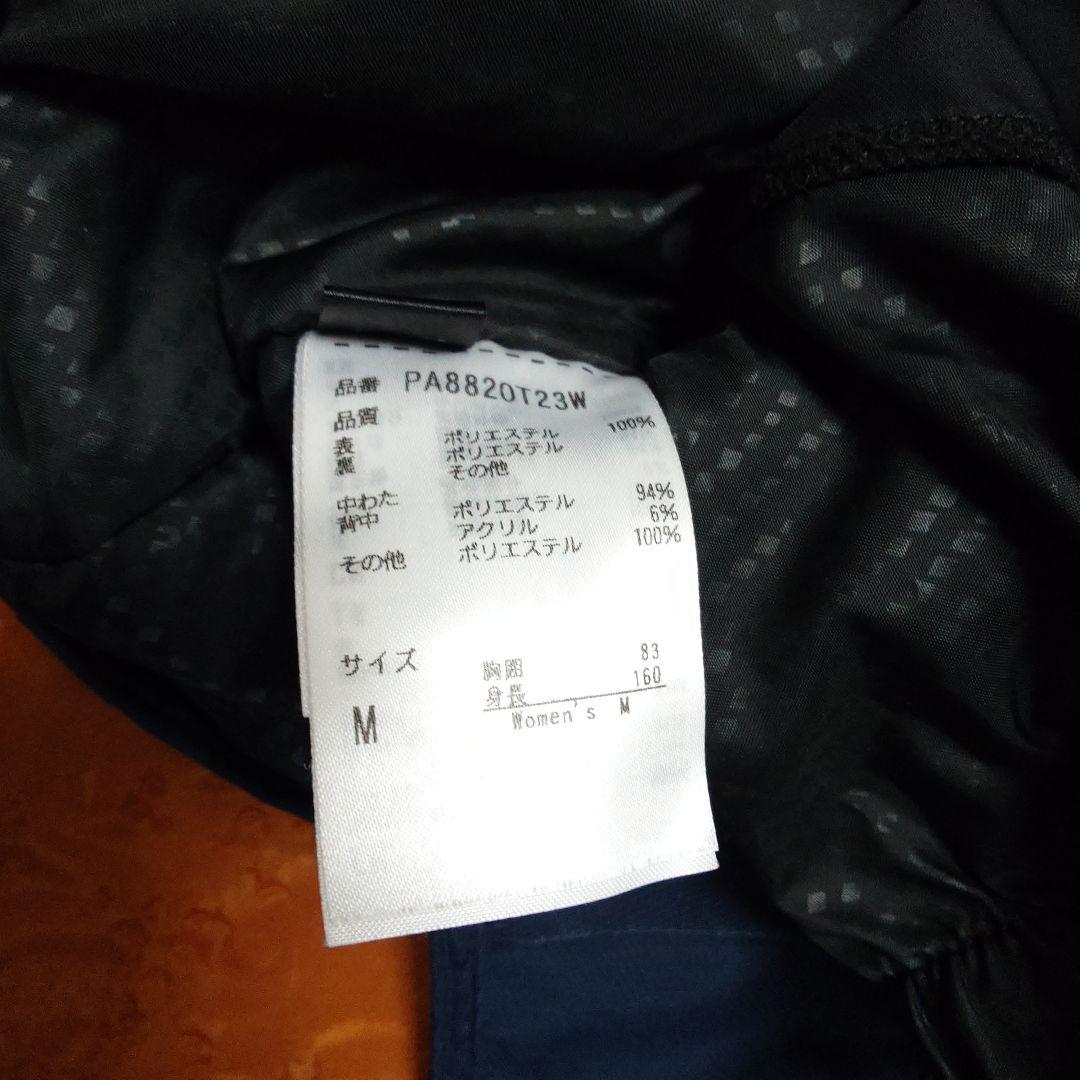 品番 PA8820T23W
品質
表 ポリエステル 100%
裏 ポリエステル
その他
中わた ポリエステル 94%
背中 アクリル 6%
その他 ポリエステル 100%
サイズ 胸囲 83
身長 160
M Women's M